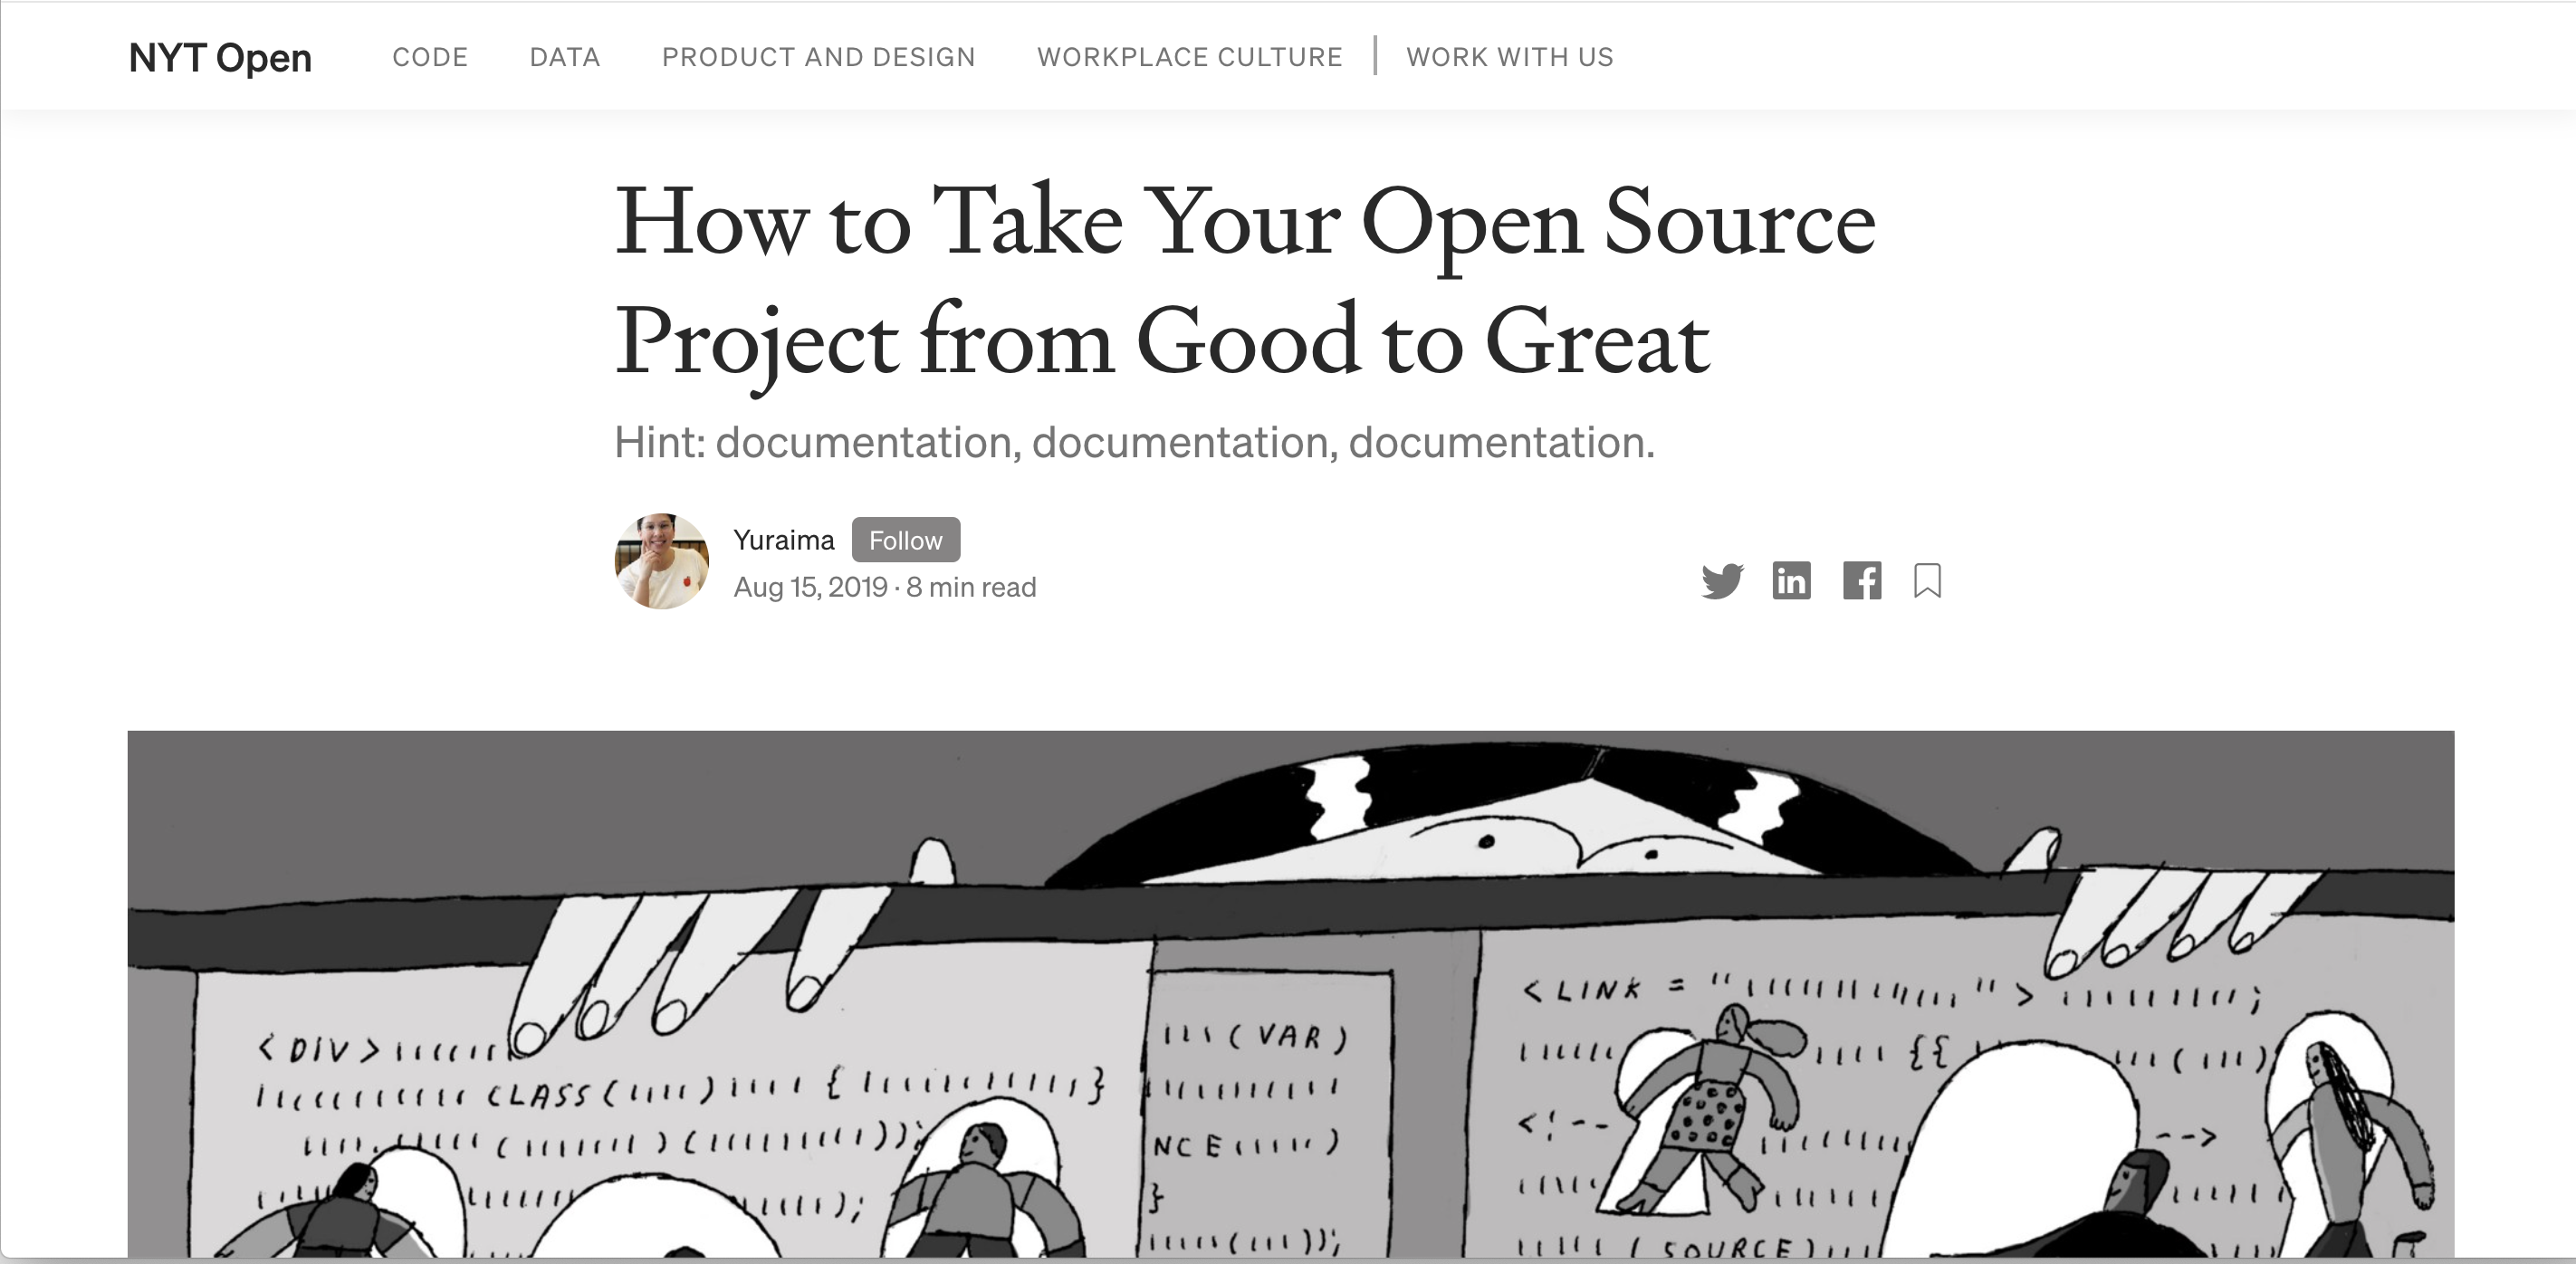 NYT Open CODE DATA PRODUCT AND DESIGN WORKPLACE CULTURE WORK WITH US
How to Take Your Open Source
Project from Good to Great
Hint: documentation, documentation, documentation.
Yuraima Follow
Aug 15, 2019 · 8 min read
<DIV>
CLASS( ) { }
( ) ( ));
);
(VAR)
NCE )
}
( ));
<LINK = " " > ;
{{ ( )
<!-- -->
(SOURCE)